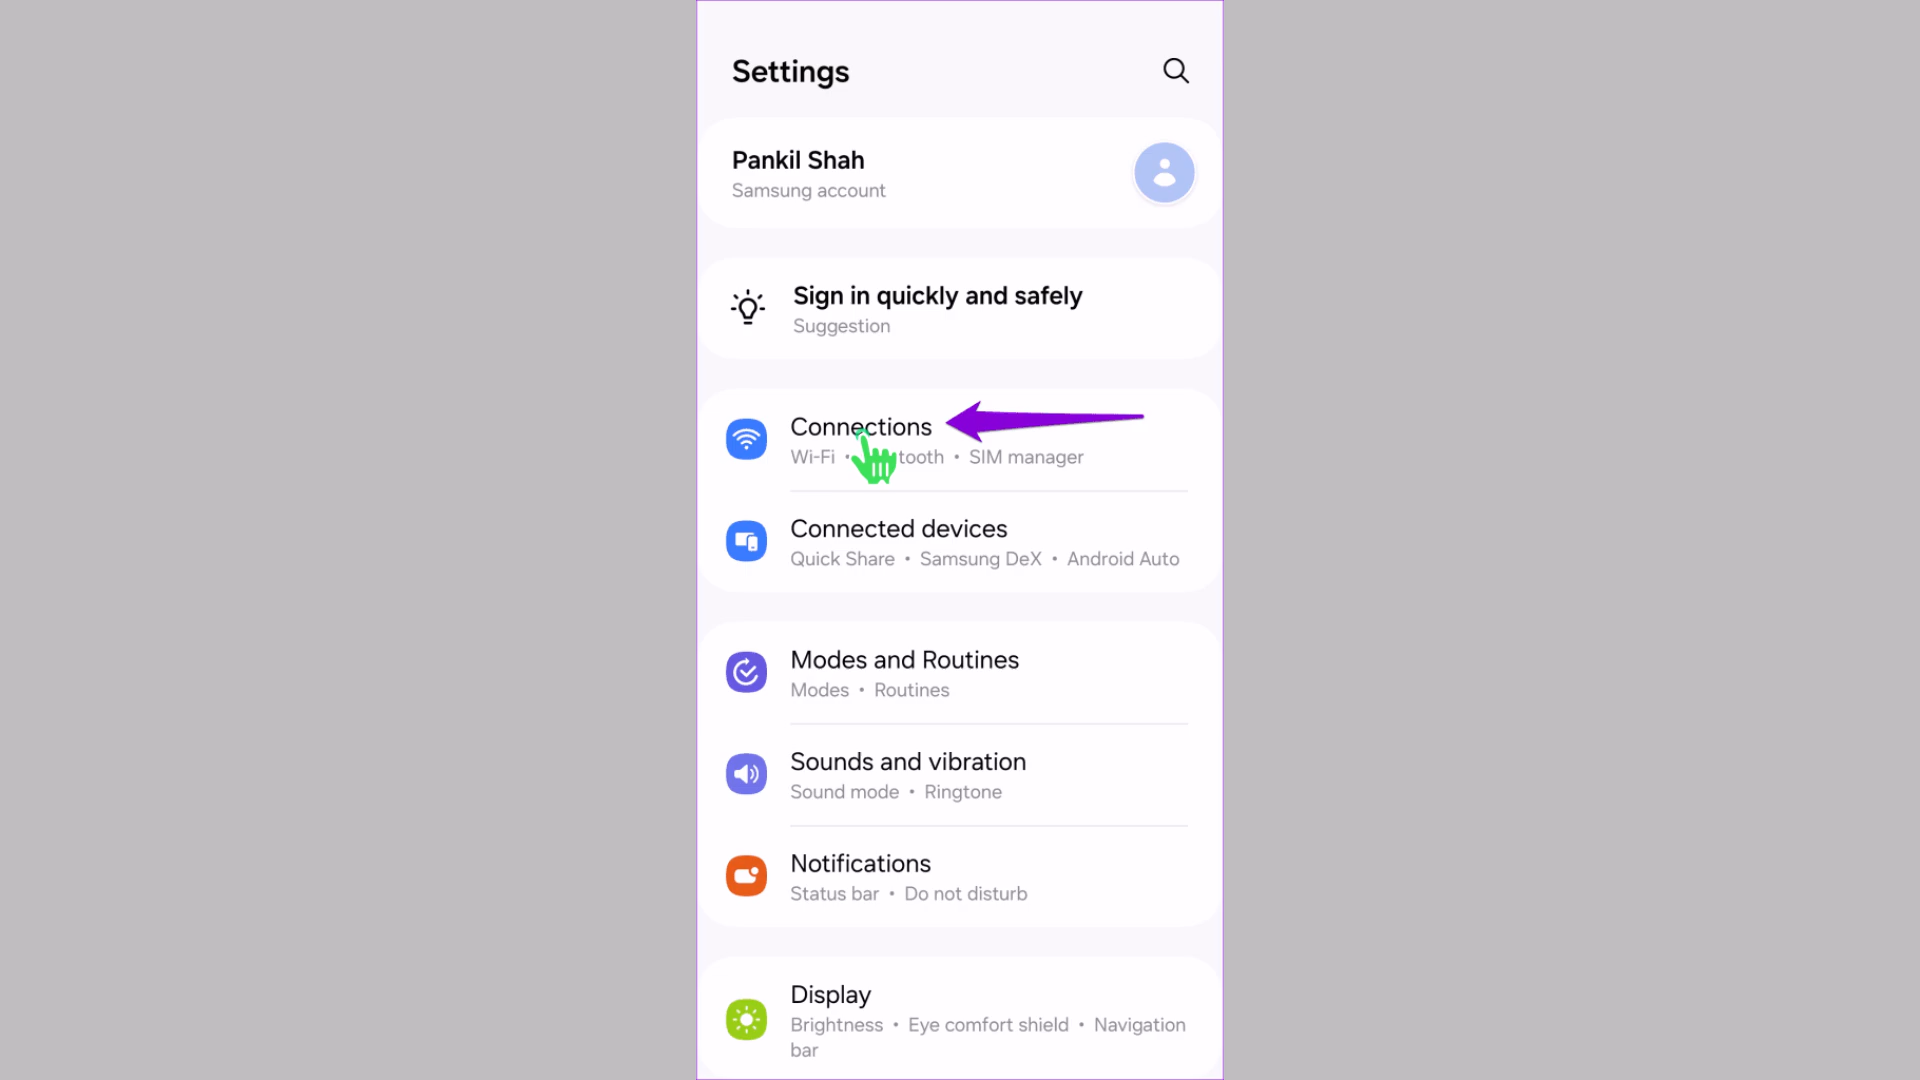 Settings
Pankil Shah
Samsung account
Sign in quickly and safely
Suggestion
Connections
Wi-Fi • tooth • SIM manager
Connected devices
Quick Share • Samsung DeX • Android Auto
Modes and Routines
Modes • Routines
Sounds and vibration
Sound mode • Ringtone
Notifications
Status bar • Do not disturb
Display
Brightness • Eye comfort shield • Navigation
bar